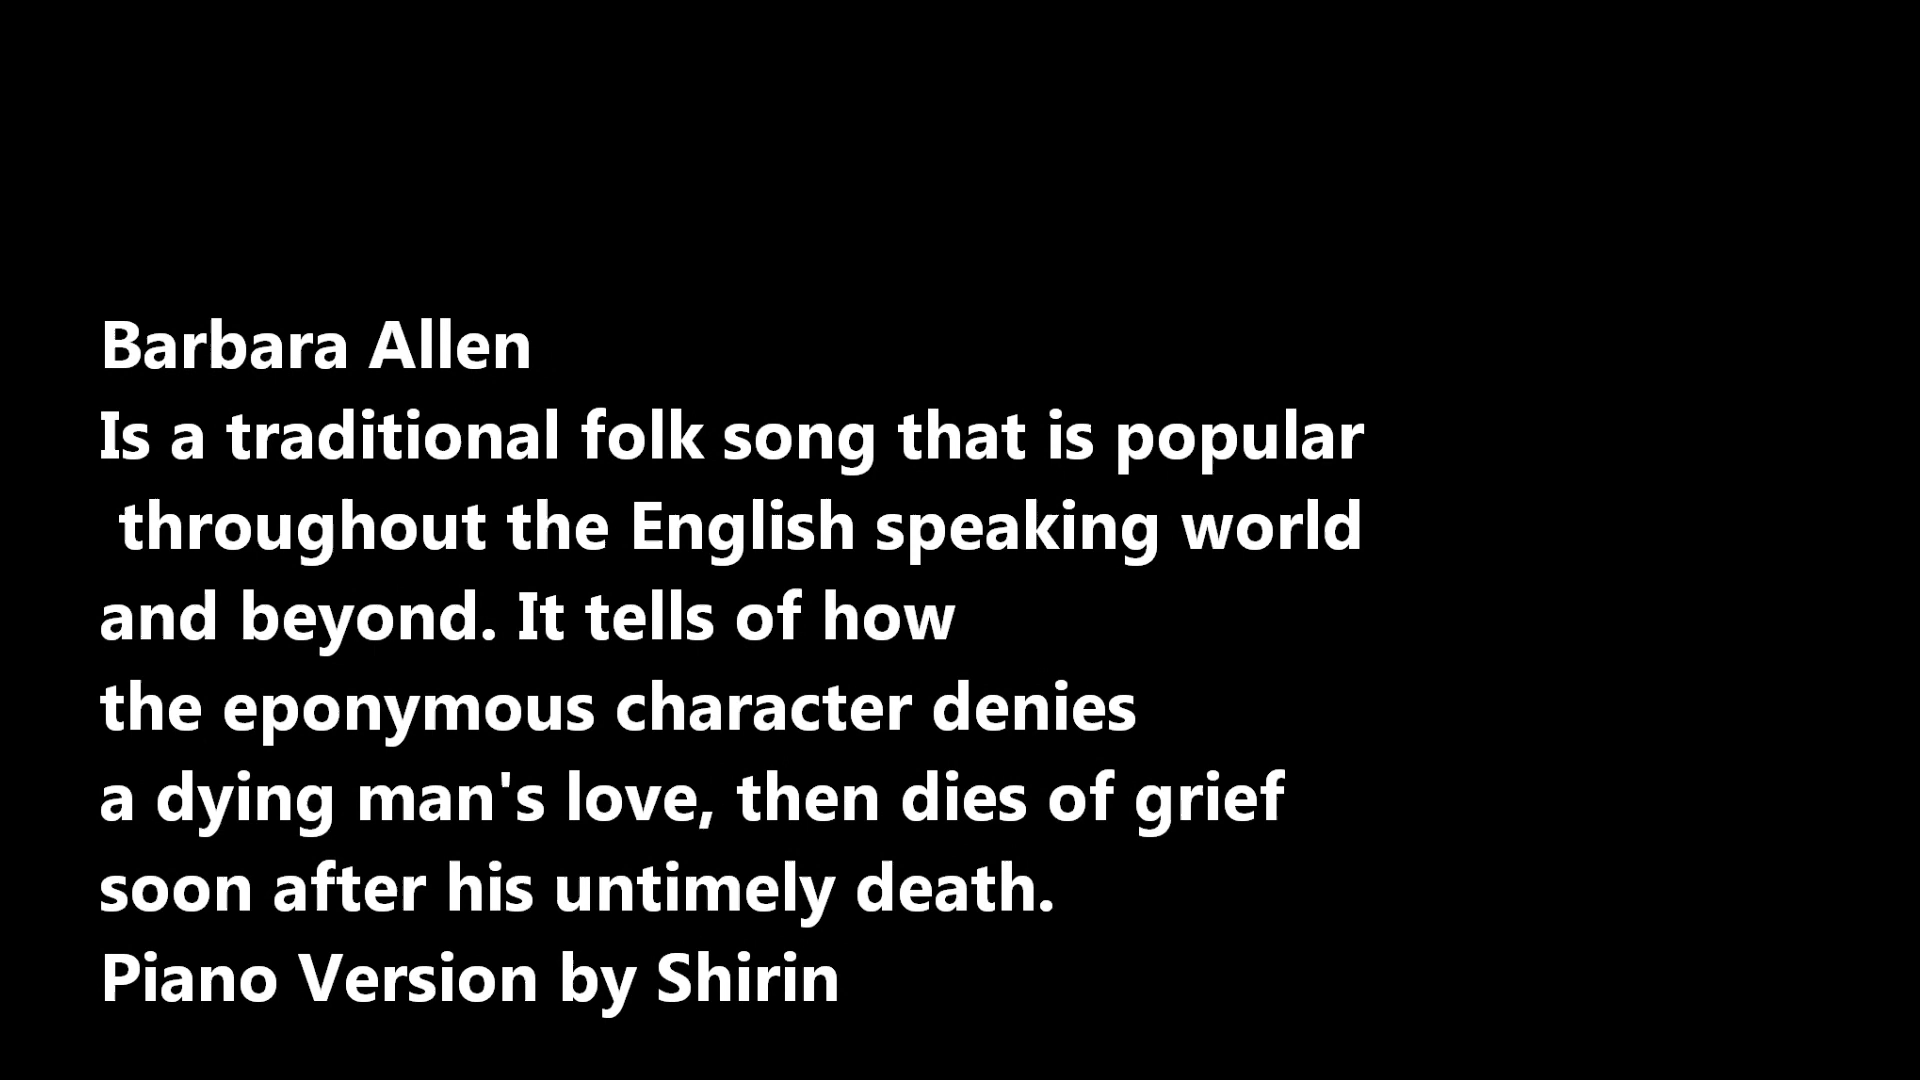 Barbara Allen
Is a traditional folk song that is popular
throughout the English speaking world
and beyond. It tells of how
the eponymous character denies
a dying man's love, then dies of grief
soon after his untimely death.
Piano Version by Shirin